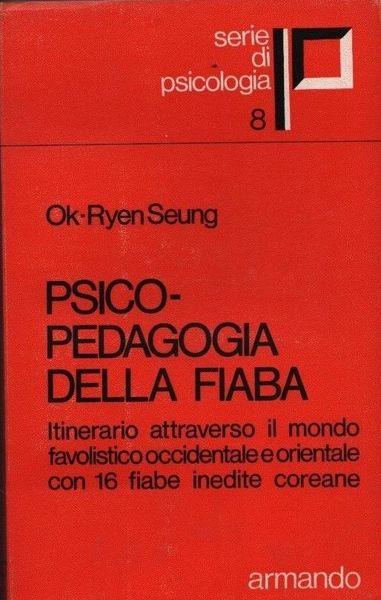 serie di
psicologia
8
Ok-Ryen Seung
PSICO-
PEDAGOGIA
DELLA FIABA
Itinerario attraverso il mondo
favolistico occidentale e orientale
con 16 fiabe inedite coreane
armando